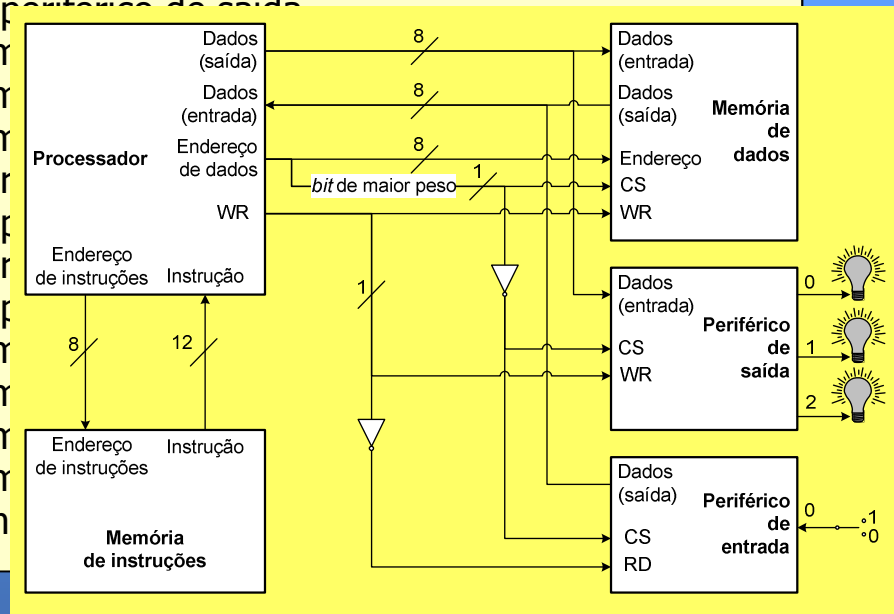 periférico de saída
Processador
Dados
(saída)
Dados
(entrada)
Endereço
de dados
WR
Endereço
de instruções
Instrução
8
8
8
bit de maior peso
1
1
8
12
Dados
(entrada)
Dados
(saída)
Endereço
CS
WR
Memória
de
dados
Dados
(entrada)
CS
WR
Periférico
de
saída
0
1
2
Dados
(saída)
CS
RD
Periférico
de
entrada
0
1
0
Endereço
de instruções
Instrução
Memória
de instruções